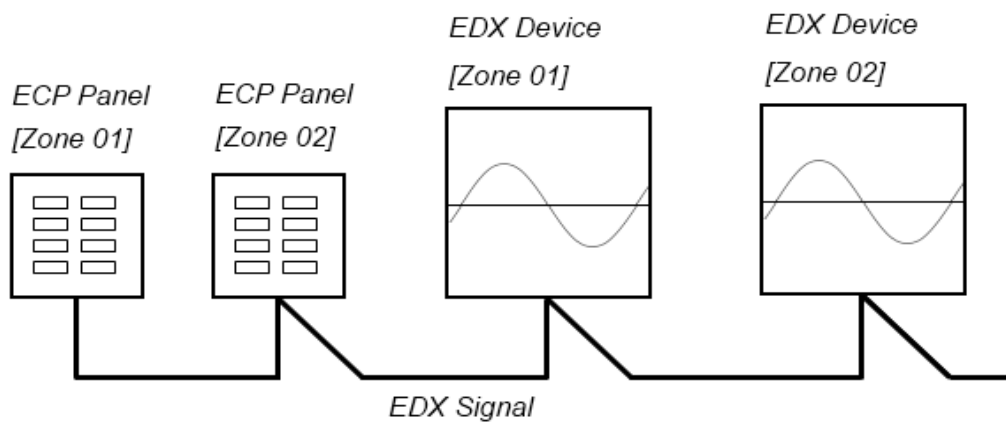 ECP Panel
[Zone 01]
ECP Panel
[Zone 02]
EDX Device
[Zone 01]
EDX Device
[Zone 02]
EDX Signal